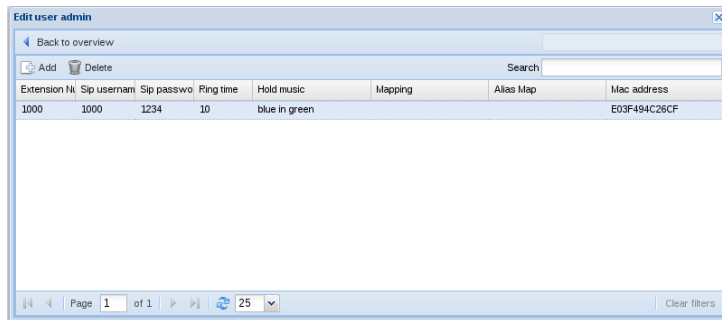 Edit user admin
Back to overview
Add Delete Search
Extension Nu Sip usernam Sip passwo Ring time Hold music Mapping Alias Map Mac address
1000 1000 1234 10 blue in green E03F494C26CF
Page 1 of 1 25 Clear filters